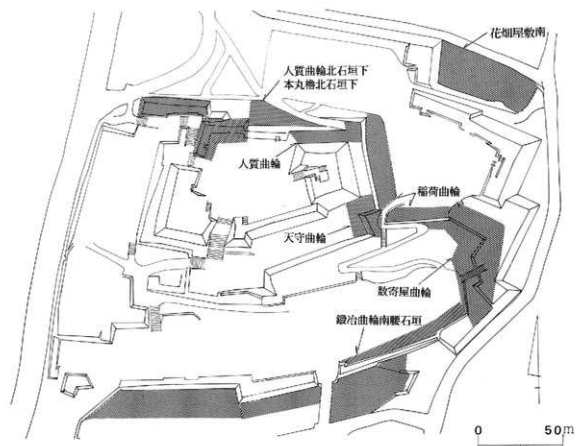 花畑屋敷南
人質曲輪北石垣下
本丸櫓北石垣下
人質曲輪
稲荷曲輪
天守曲輪
数寄屋曲輪
鍛冶曲輪南腰石垣
0 50m